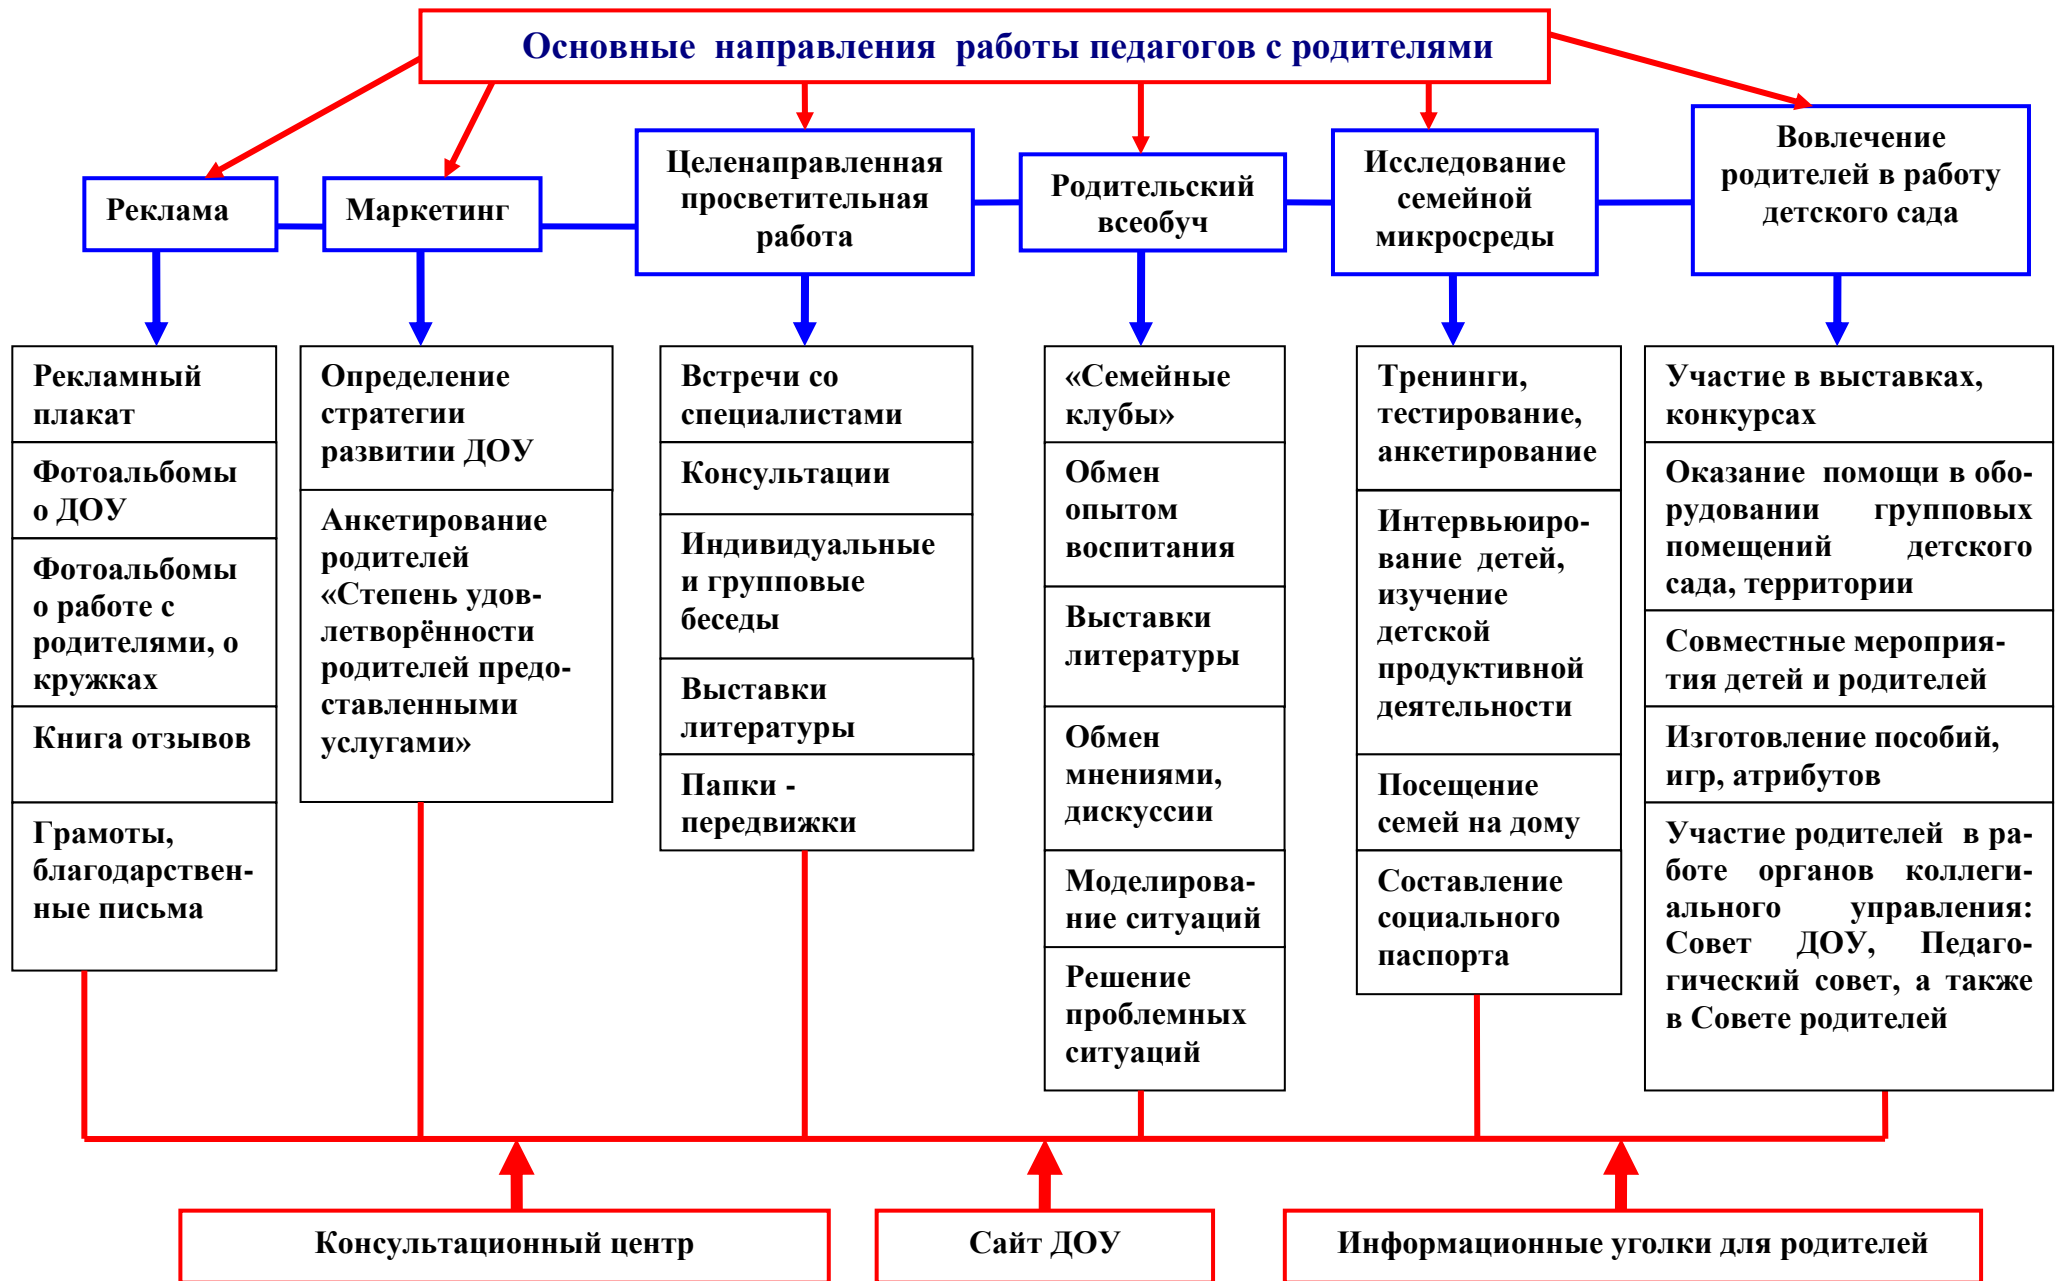 Основные направления работы педагогов с родителями
Реклама
Маркетинг
Целенаправленная
просветительная
работа
Родительский
всеобуч
Исследование
семейной
микросреды
Вовлечение
родителей в работу
детского сада
Рекламный
плакат
Фотоальбомы
о ДОУ
Фотоальбомы
о работе с
родителями, о
кружках
Книга отзывов
Грамоты,
благодарствен-
ные письма
Определение
стратегии
развитии ДОУ
Анкетирование
родителей
«Степень удов-
летворённости
родителей предо-
ставленными
услугами»
Встречи со
специалистами
Консультации
Индивидуальные
и групповые
беседы
Выставки
литературы
Папки -
передвижки
«Семейные
клубы»
Обмен
опытом
воспитания
Выставки
литературы
Обмен
мнениями,
дискуссии
Моделирова-
ние ситуаций
Решение
проблемных
ситуаций
Тренинги,
тестирование,
анкетирование
Интервьюиро-
вание детей,
изучение
детской
продуктивной
деятельности
Посещение
семей на дому
Составление
социального
паспорта
Участие в выставках,
конкурсах
Оказание помощи в обо-
рудовании групповых
помещений детского
сада, территории
Совместные мероприя-
тия детей и родителей
Изготовление пособий,
игр, атрибутов
Участие родителей в ра-
боте органов коллеги-
ального управления:
Совет ДОУ, Педаго-
гический совет, а также
в Совете родителей
Консультационный центр
Сайт ДОУ
Информационные уголки для родителей